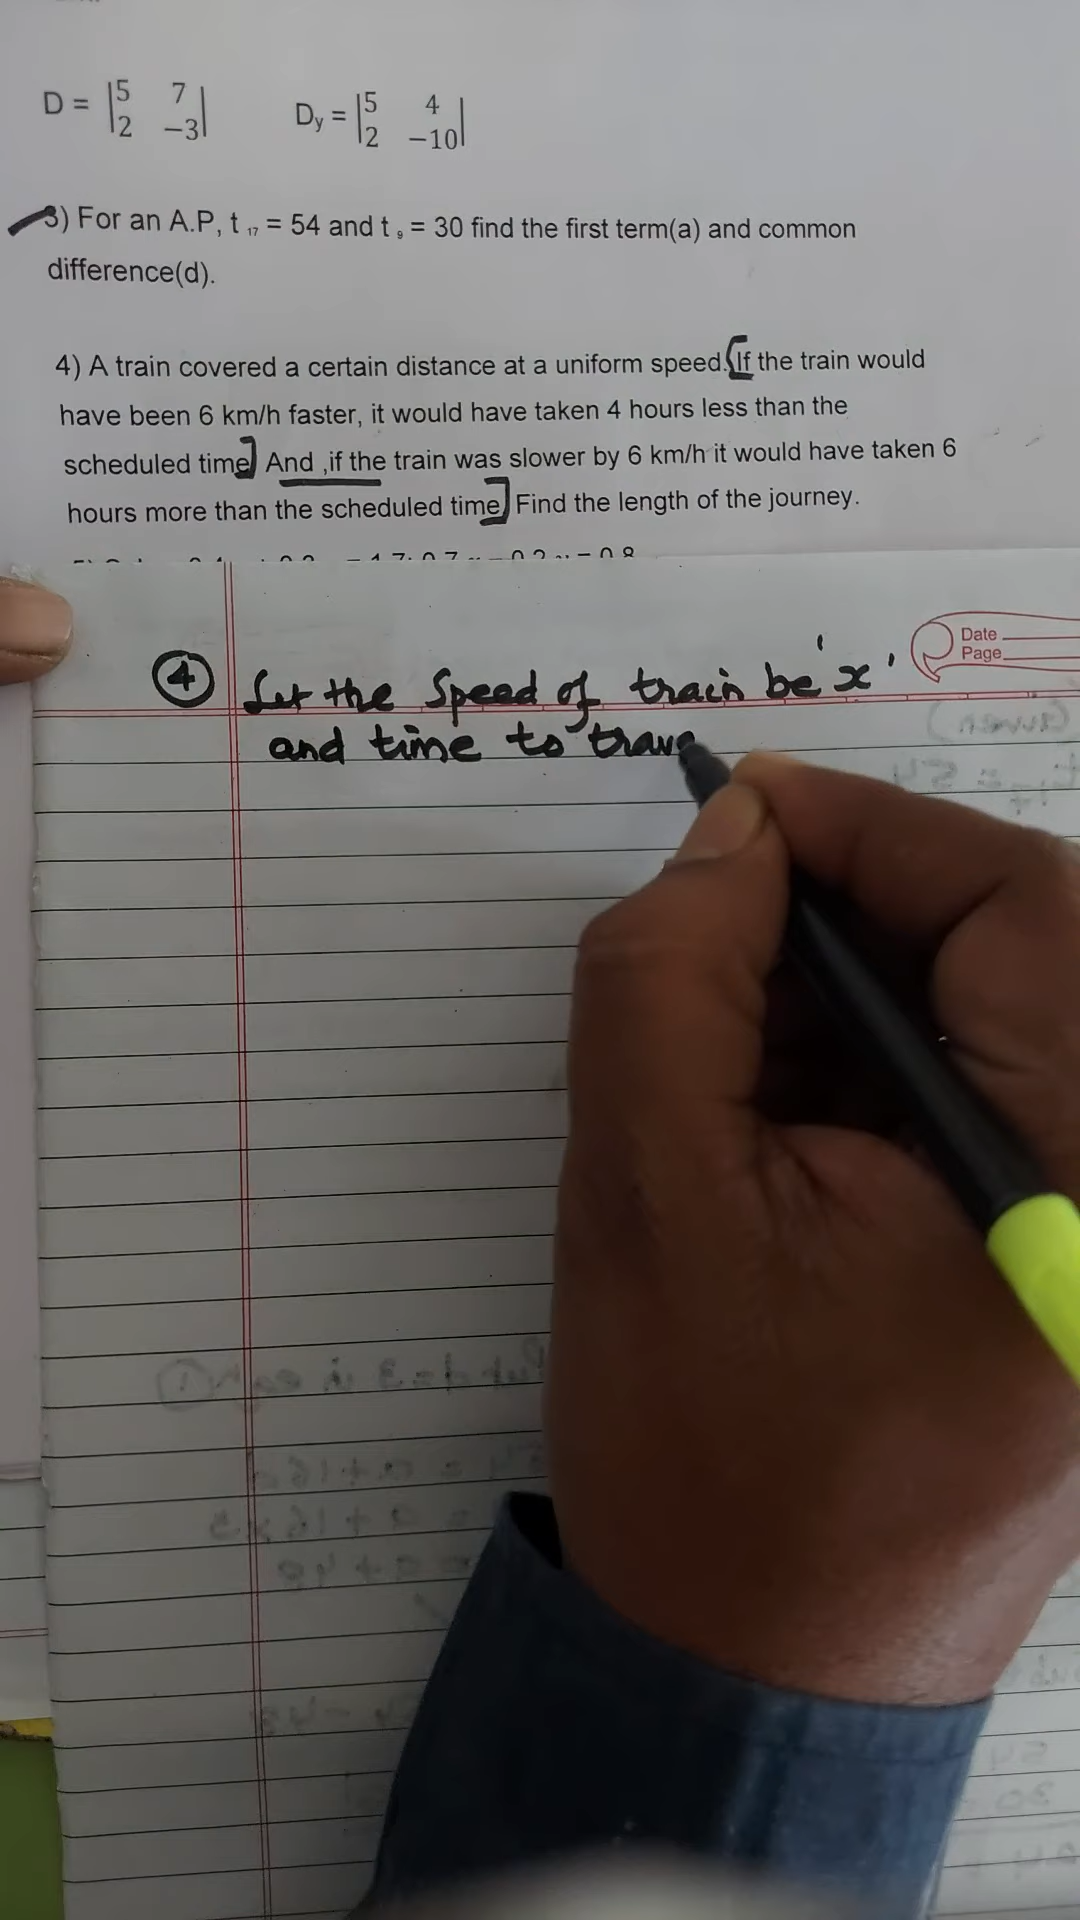 D = |5 7| Dy = |5 4|
|2 −3| |2 −10|
3) For an A.P, t 17 = 54 and t 9 = 30 find the first term(a) and common
difference(d).
4) A train covered a certain distance at a uniform speed. [If the train would
have been 6 km/h faster, it would have taken 4 hours less than the
scheduled time] And ,if the train was slower by 6 km/h it would have taken 6
hours more than the scheduled time] Find the length of the journey.
Date
Page
④ Let the Speed of train be 'x'
and time to trave